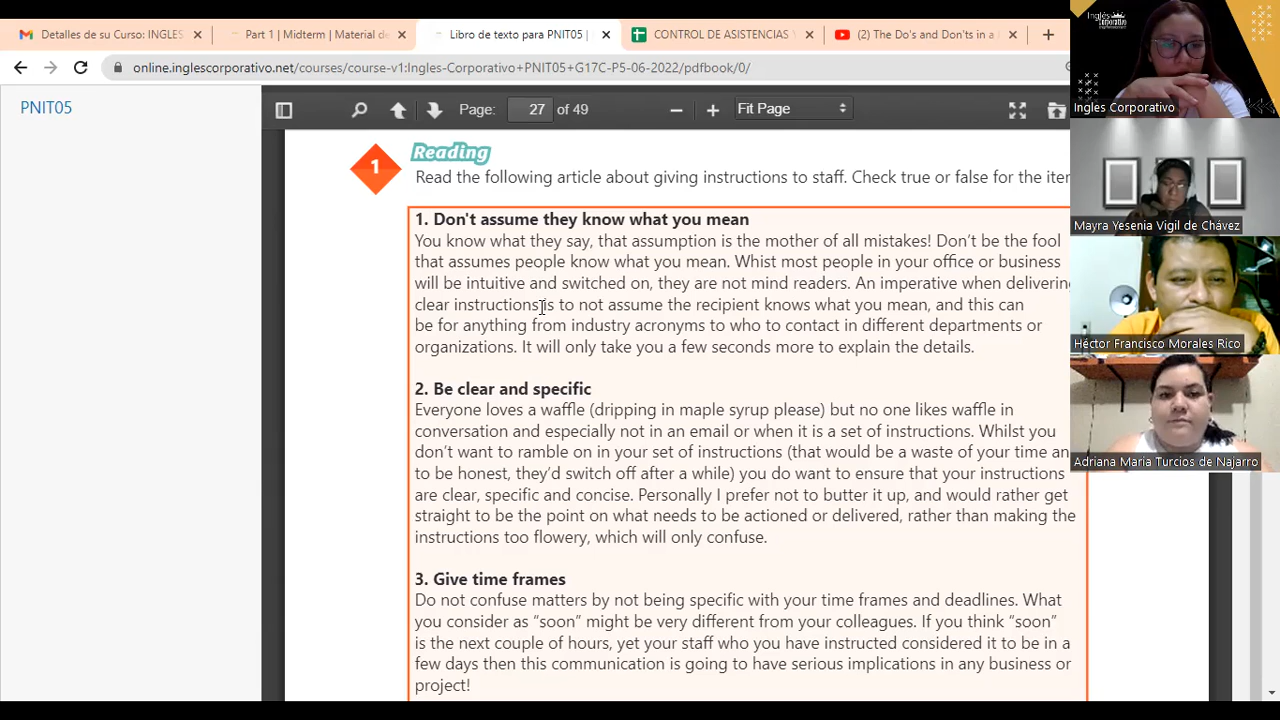 Detalles de su Curso: INGLES
Part 1 | Midterm | Material de
Libro de texto para PNIT05 |
CONTROL DE ASISTENCIAS
(2) The Do's and Don'ts in a
online.inglescorporativo.net/courses/course-v1:Ingles-Corporativo+PNIT05+G17C-P5-06-2022/pdfbook/0/
PNIT05
Page: 27 of 49
Fit Page
1 Reading
Read the following article about giving instructions to staff. Check true or false for the iter
1. Don't assume they know what you mean
You know what they say, that assumption is the mother of all mistakes! Don't be the fool
that assumes people know what you mean. Whist most people in your office or business
will be intuitive and switched on, they are not mind readers. An imperative when delivering
clear instructions is to not assume the recipient knows what you mean, and this can
be for anything from industry acronyms to who to contact in different departments or
organizations. It will only take you a few seconds more to explain the details.
2. Be clear and specific
Everyone loves a waffle (dripping in maple syrup please) but no one likes waffle in
conversation and especially not in an email or when it is a set of instructions. Whilst you
don't want to ramble on in your set of instructions (that would be a waste of your time an
to be honest, they'd switch off after a while) you do want to ensure that your instructions
are clear, specific and concise. Personally I prefer not to butter it up, and would rather get
straight to be the point on what needs to be actioned or delivered, rather than making the
instructions too flowery, which will only confuse.
3. Give time frames
Do not confuse matters by not being specific with your time frames and deadlines. What
you consider as “soon” might be very different from your colleagues. If you think “soon”
is the next couple of hours, yet your staff who you have instructed considered it to be in a
few days then this communication is going to have serious implications in any business or
project!
Inglés
Corporativo
Ingles Corporativo
Mayra Yesenia Vigil de Chávez
Héctor Francisco Morales Rico
Adriana Maria Turcios de Najarro